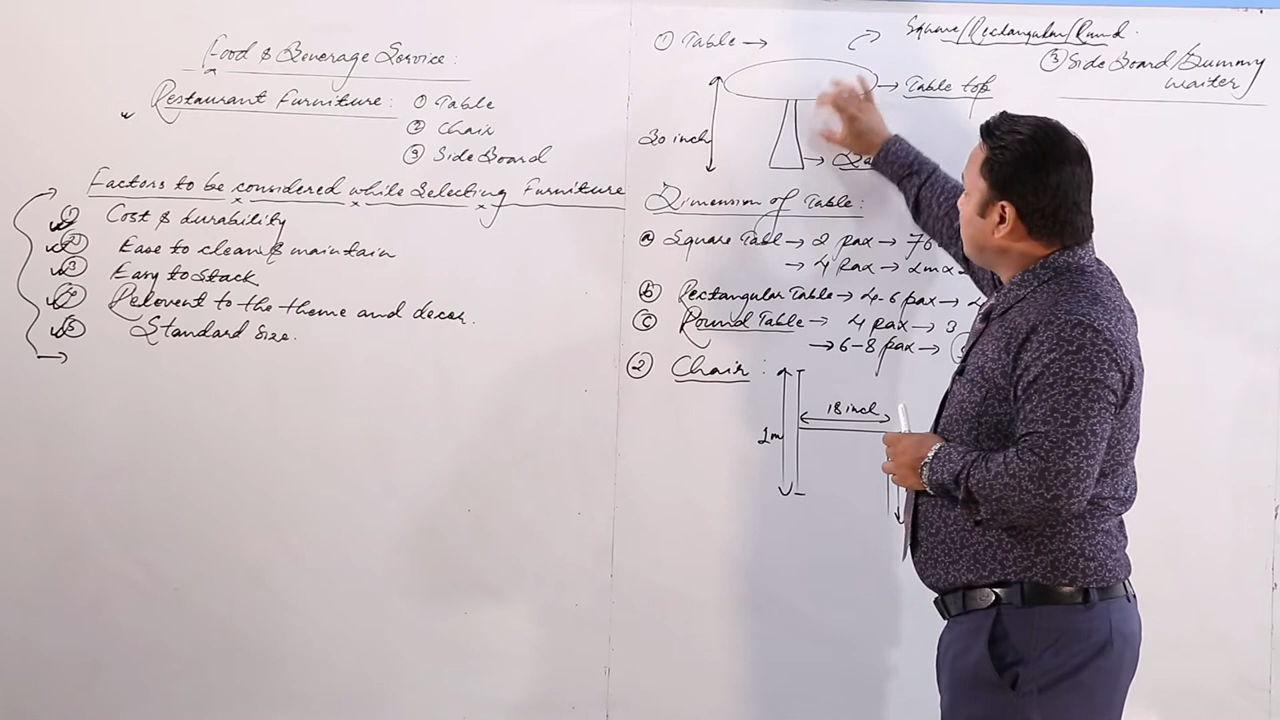 Food & Beverage Service:
Restaurant Furniture: ① Table
② Chair
③ Side Board
Factors to be considered while Selecting Furniture
① Cost & durability
② Ease to clean & maintain
③ Easy to Stack
④ Relevent to the theme and decor.
⑤ Standard Size.
① Table →
Square/Rectangular/Round.
→ Table top
30 inch
Dimension of Table:
ⓐ Square Tabl → 2 pax → 76
→ 4 pax → 1m x
ⓑ Rectangular Table → 4-6 pax →
ⓒ Round Table → 4 pax → 3
→ 6-8 pax →
② Chair:
18 inch
1m
③ Side Board/Dummy
waiter